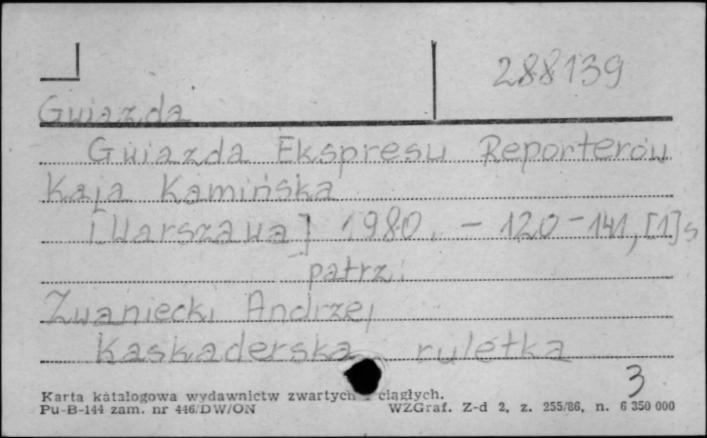 288139
Gwiazda
Gwiazda Ekspresu Reporterów
Kaja Kamińska
[Warszawa] 1980. - 120-141, [1] s
patrz:
Zwaniecki Andrzej
Kaskaderska ruletka
3
Karta katalogowa wydawnictw zwartych i ciągłych.
Pu-B-144 zam. nr 446/DW/ON WZGraf. Z-d 2, z. 255/86, n. 6 350 000